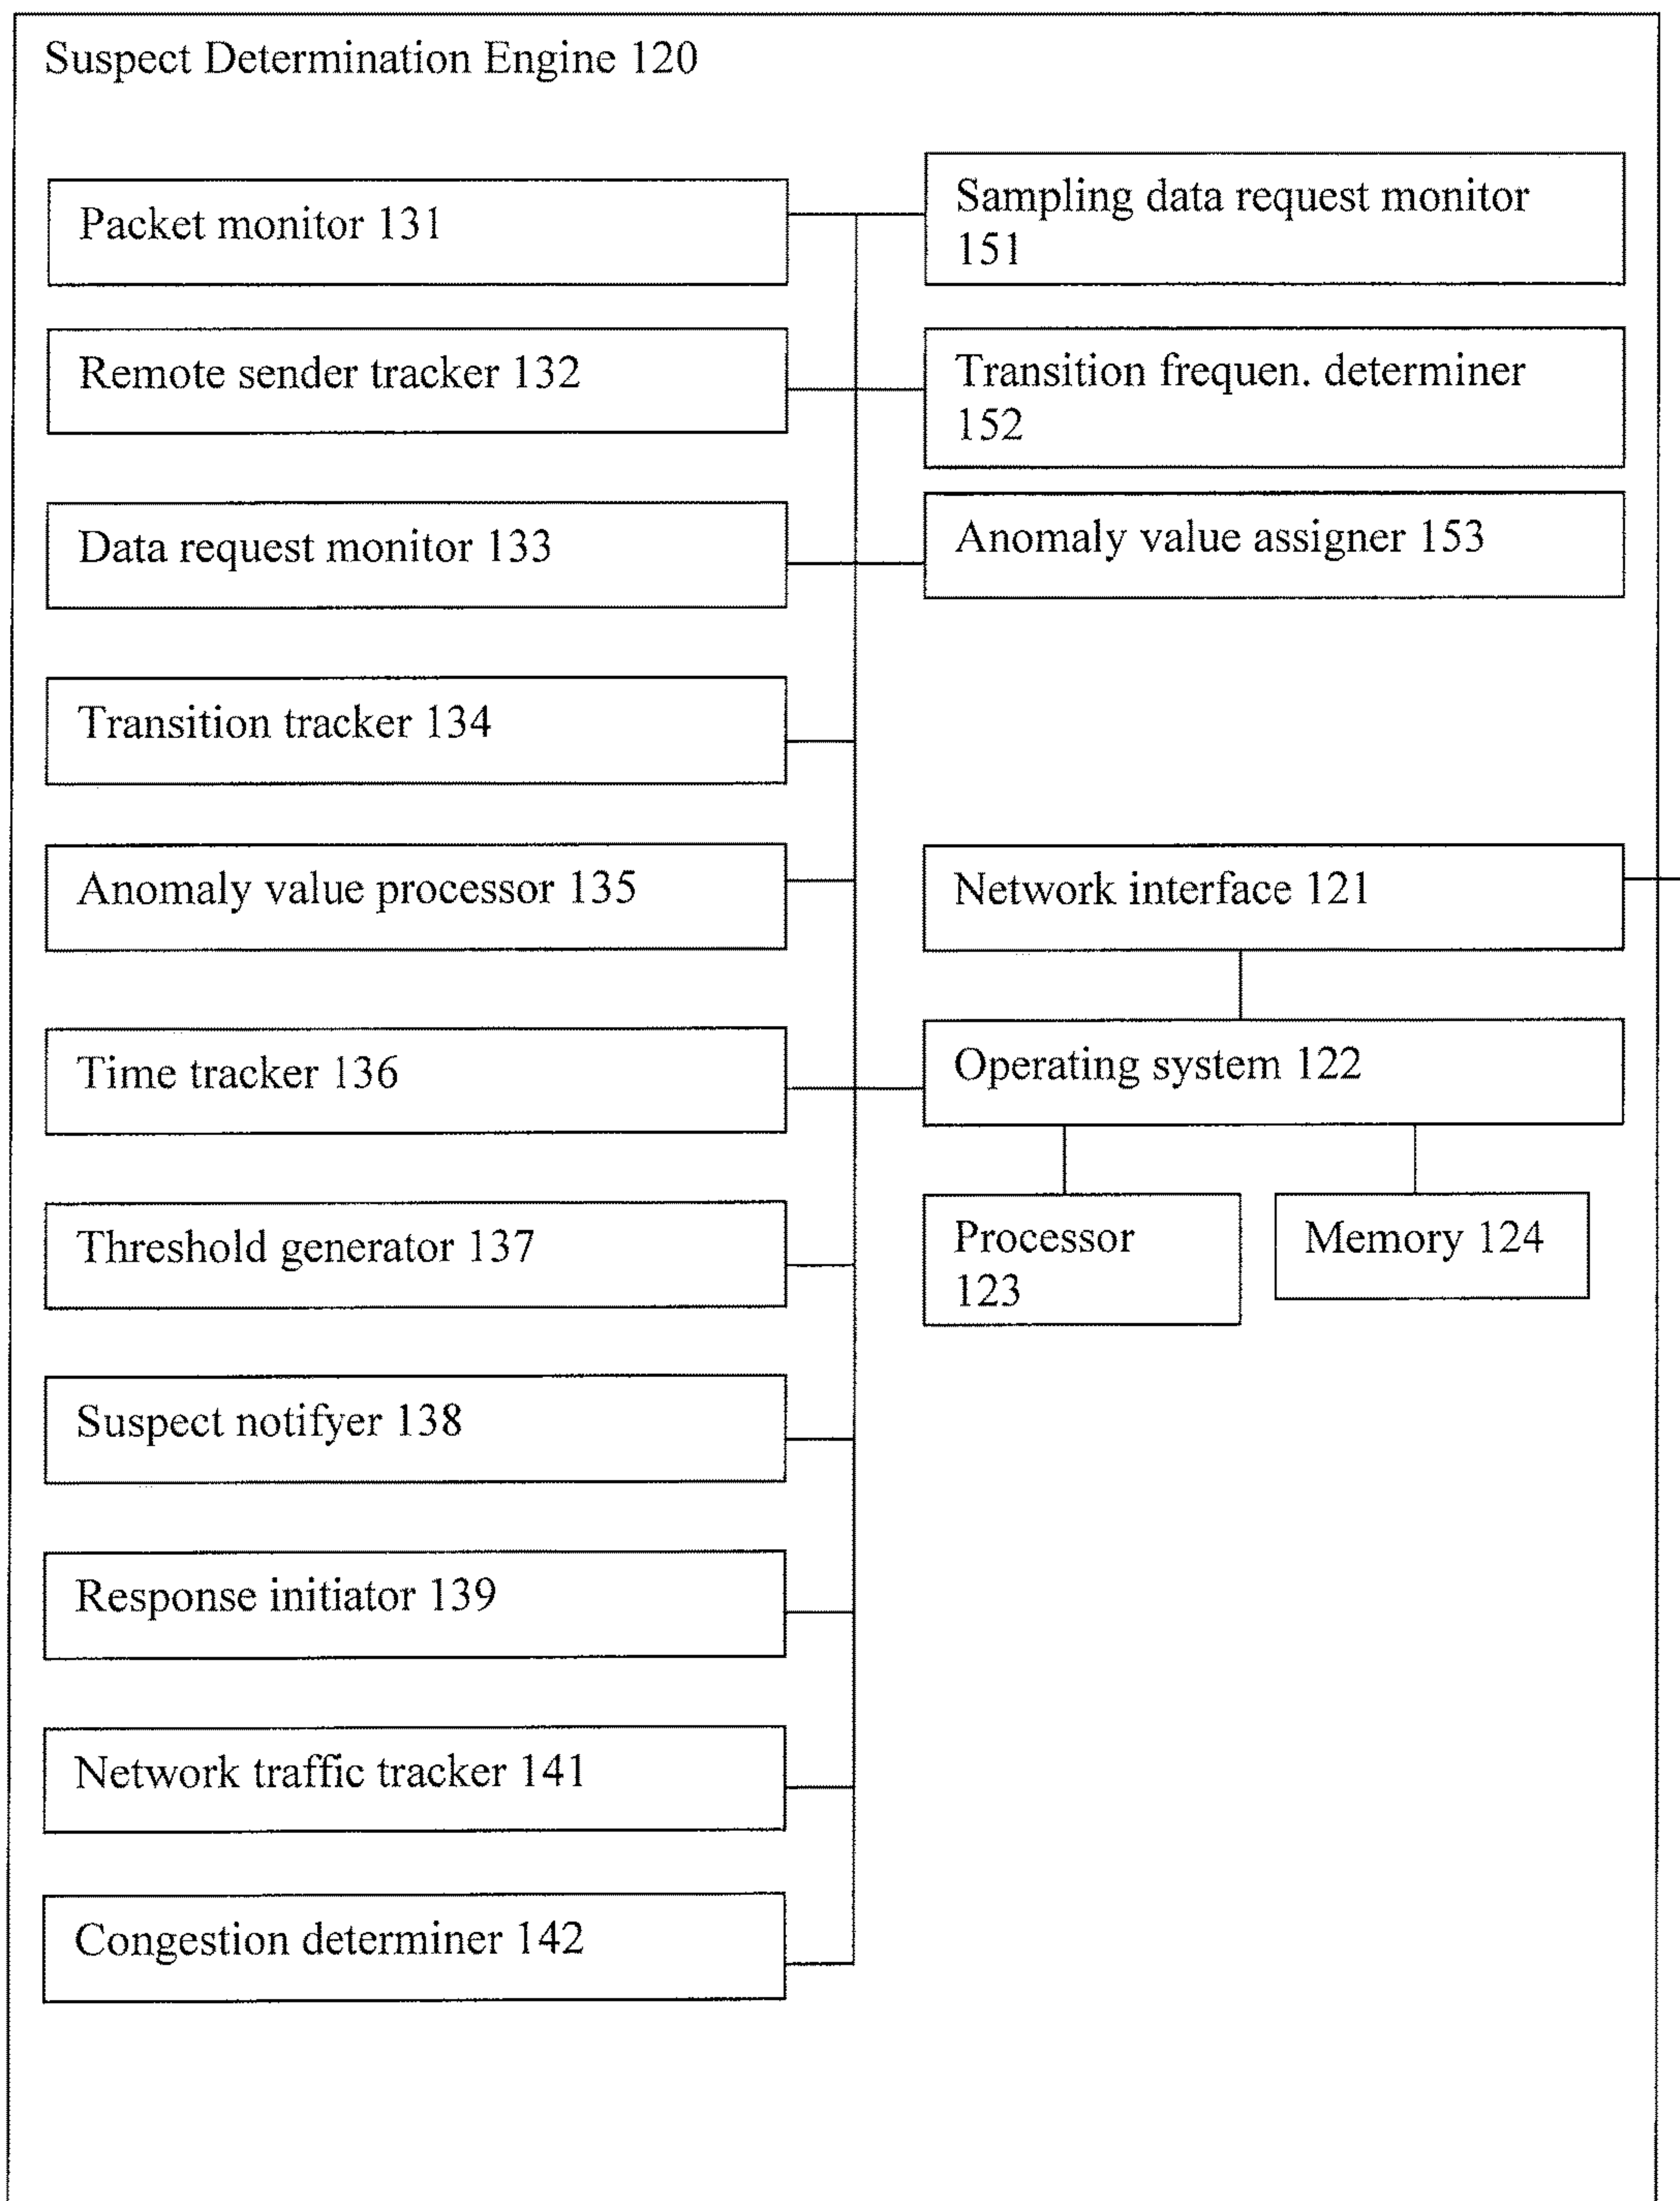 Suspect Determination Engine 120
Packet monitor 131
Remote sender tracker 132
Data request monitor 133
Transition tracker 134
Anomaly value processor 135
Time tracker 136
Threshold generator 137
Suspect notifyer 138
Response initiator 139
Network traffic tracker 141
Congestion determiner 142
Sampling data request monitor
151
Transition frequen. determiner
152
Anomaly value assigner 153
Network interface 121
Operating system 122
Processor
123
Memory 124